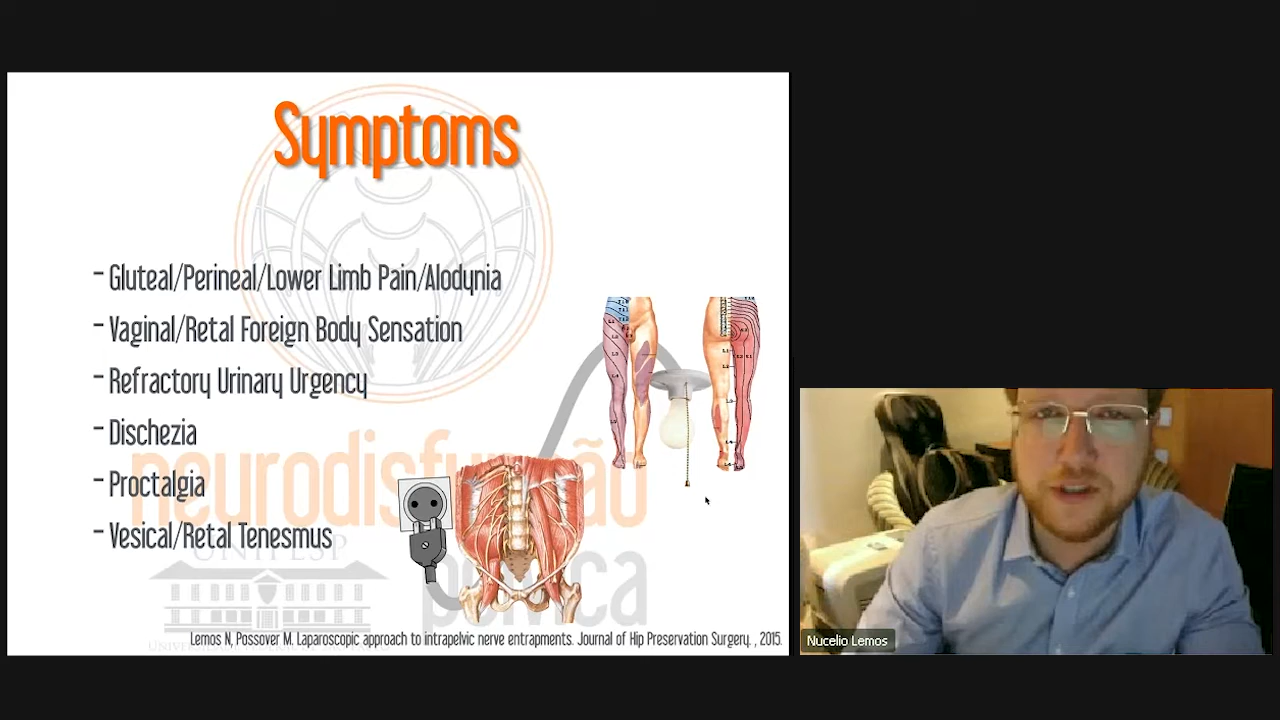 Symptoms
- Gluteal/Perineal/Lower Limb Pain/Alodynia
- Vaginal/Retal Foreign Body Sensation
- Refractory Urinary Urgency
- Dischezia
- Proctalgia
- Vesical/Retal Tenesmus
UNIFESP
Lemos N, Possover M. Laparoscopic approach to intrapelvic nerve entrapments. Journal of Hip Preservation Surgery. , 2015.
Nucelio Lemos